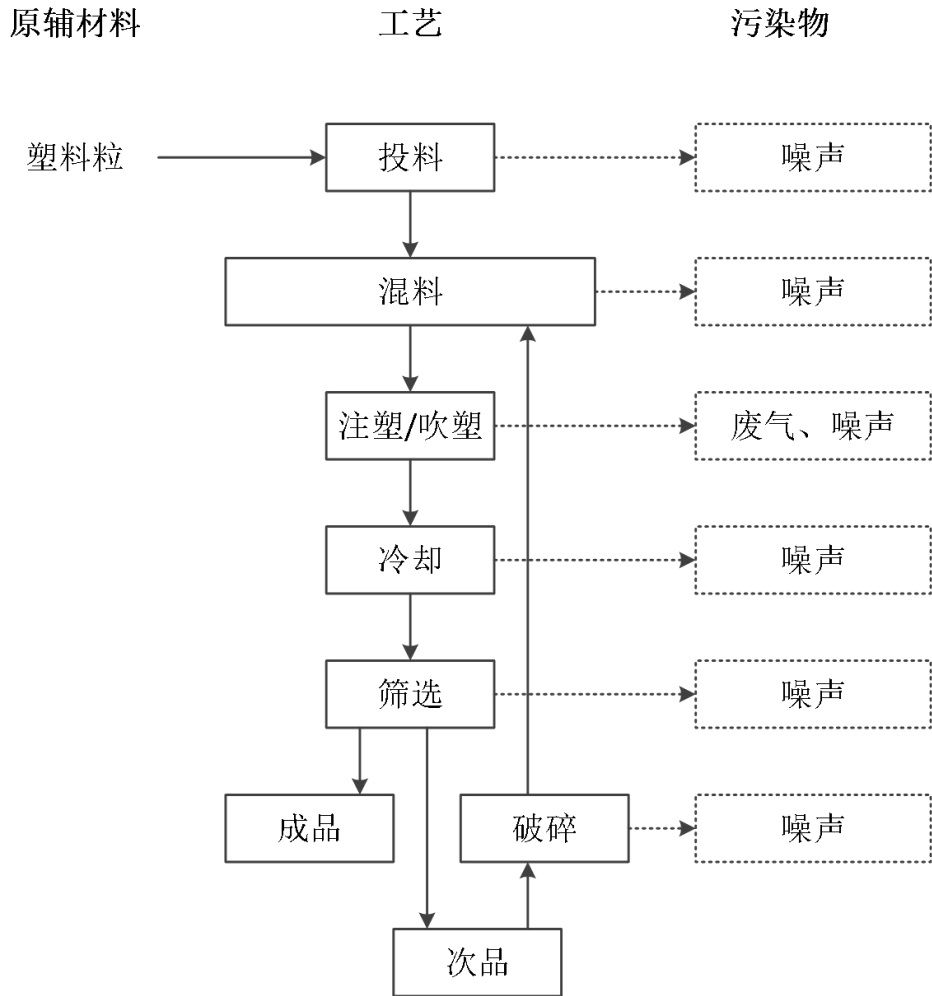 原辅材料 工艺 污染物
塑料粒 投料 噪声
混料 噪声
注塑/吹塑 废气、噪声
冷却 噪声
筛选 噪声
成品 破碎 噪声
次品